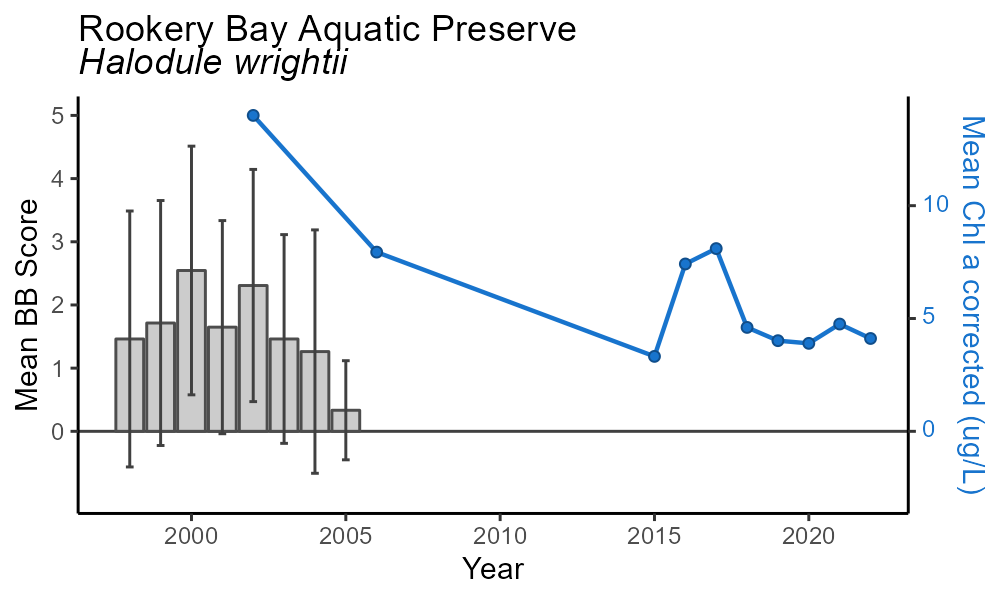 Rookery Bay Aquatic Preserve
Halodule wrightii
Mean BB Score
5
4
3
2
1
0
10
5
0
Mean Chl a corrected (ug/L)
2000
2005
2010
2015
2020
Year